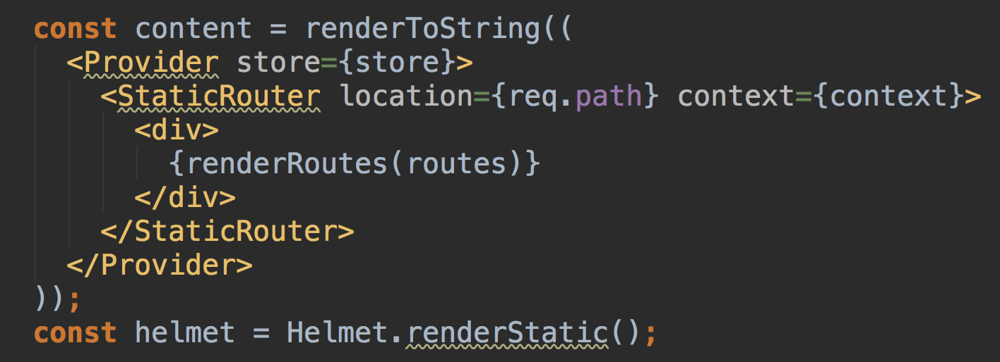 const content = renderToString((
<Provider store={store}>
<StaticRouter location={req.path} context={context}>
<div>
{renderRoutes(routes)}
</div>
</StaticRouter>
</Provider>
));
const helmet = Helmet.renderStatic();